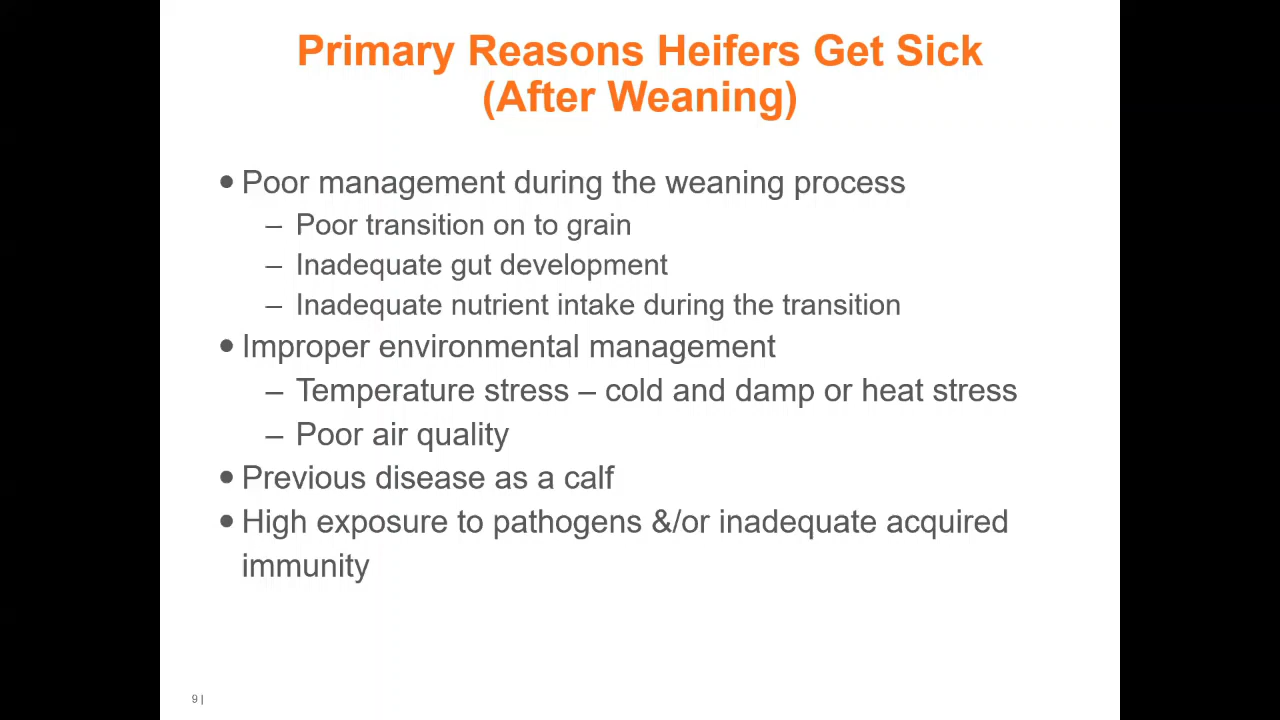 Primary Reasons Heifers Get Sick
(After Weaning)
● Poor management during the weaning process
– Poor transition on to grain
– Inadequate gut development
– Inadequate nutrient intake during the transition
● Improper environmental management
– Temperature stress – cold and damp or heat stress
– Poor air quality
● Previous disease as a calf
● High exposure to pathogens &/or inadequate acquired
immunity
9 |